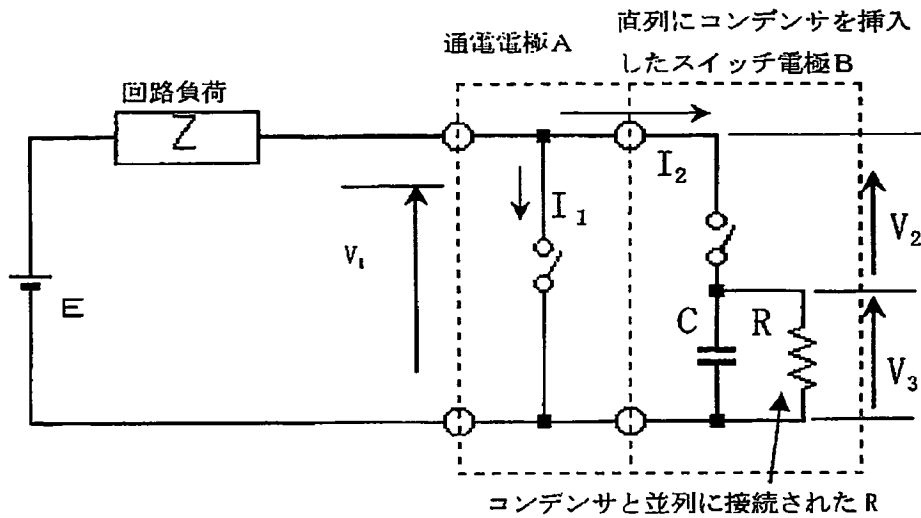 直列にコンデンサを挿入
したスイッチ電極B
通電電極A
回路負荷
Z
I₂
I₁
V₁
V₂
E
C
R
V₃
コンデンサと並列に接続されたR